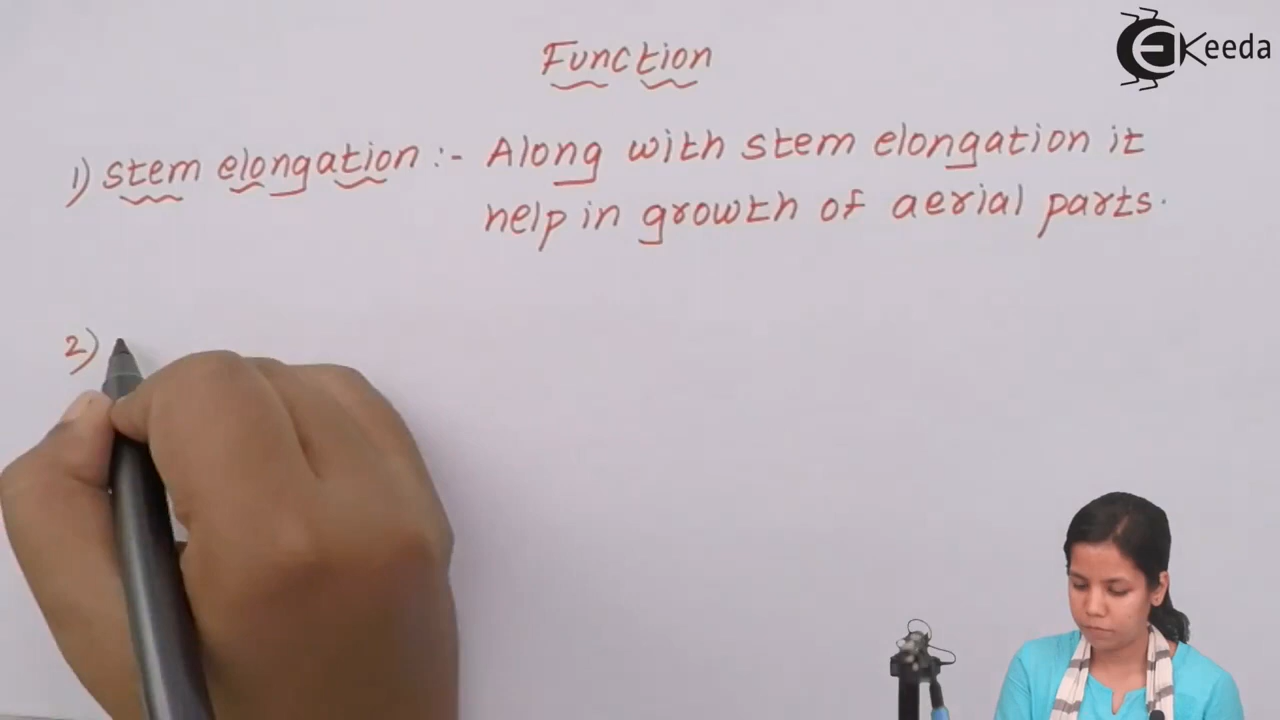 Function
Keeda
1) stem elongation :- Along with stem elongation it
help in growth of aerial parts.
2)